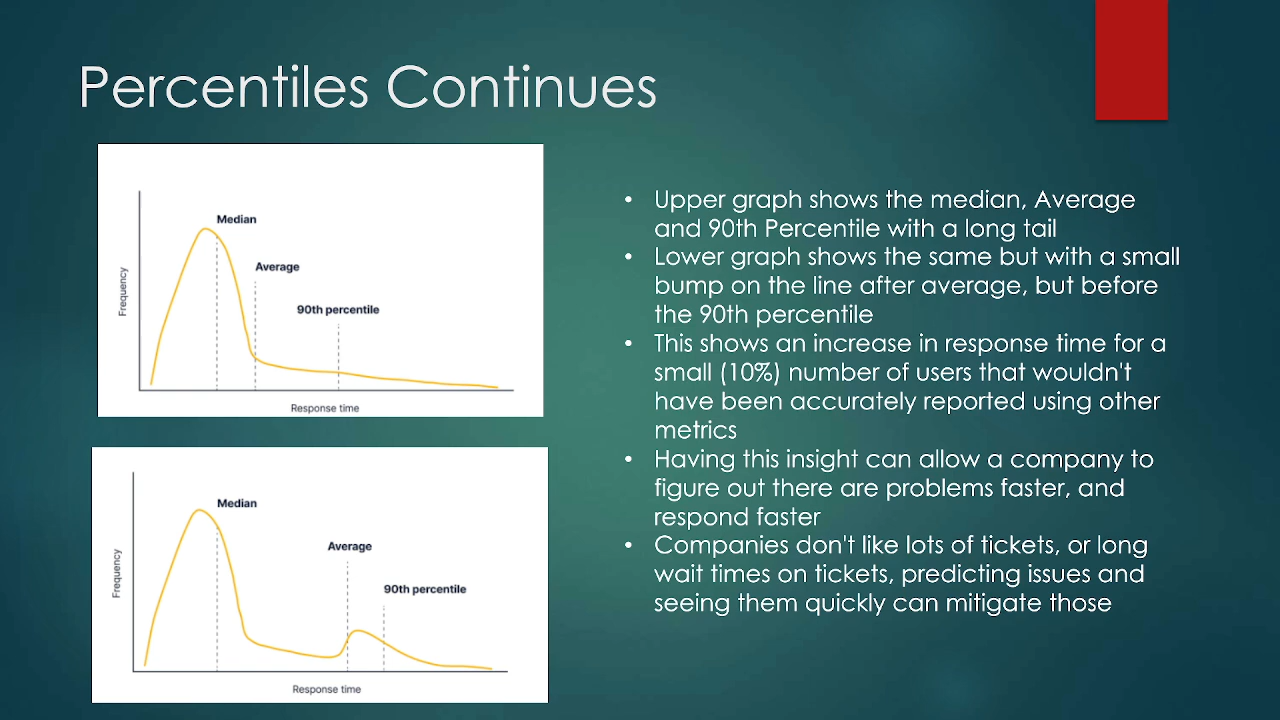 Percentiles Continues
Median
Average
90th percentile
Frequency
Response time
Median
Average
90th percentile
Frequency
Response time
• Upper graph shows the median, Average
and 90th Percentile with a long tail
• Lower graph shows the same but with a small
bump on the line after average, but before
the 90th percentile
• This shows an increase in response time for a
small (10%) number of users that wouldn't
have been accurately reported using other
metrics
• Having this insight can allow a company to
figure out there are problems faster, and
respond faster
• Companies don't like lots of tickets, or long
wait times on tickets, predicting issues and
seeing them quickly can mitigate those